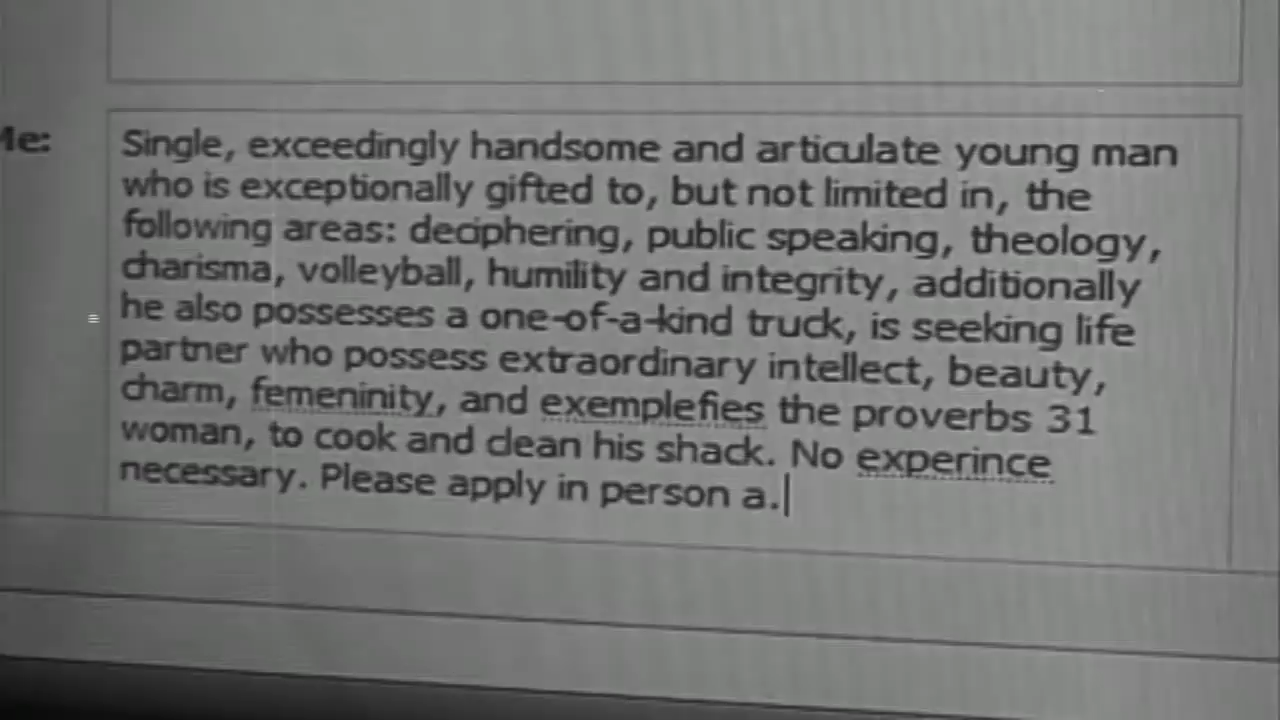 Me:
Single, exceedingly handsome and articulate young man
who is exceptionally gifted to, but not limited in, the
following areas: deciphering, public speaking, theology,
charisma, volleyball, humility and integrity, additionally
he also possesses a one-of-a-kind truck, is seeking life
partner who possess extraordinary intellect, beauty,
charm, femeninity, and exemplefies the proverbs 31
woman, to cook and clean his shack. No experince
necessary. Please apply in person a.